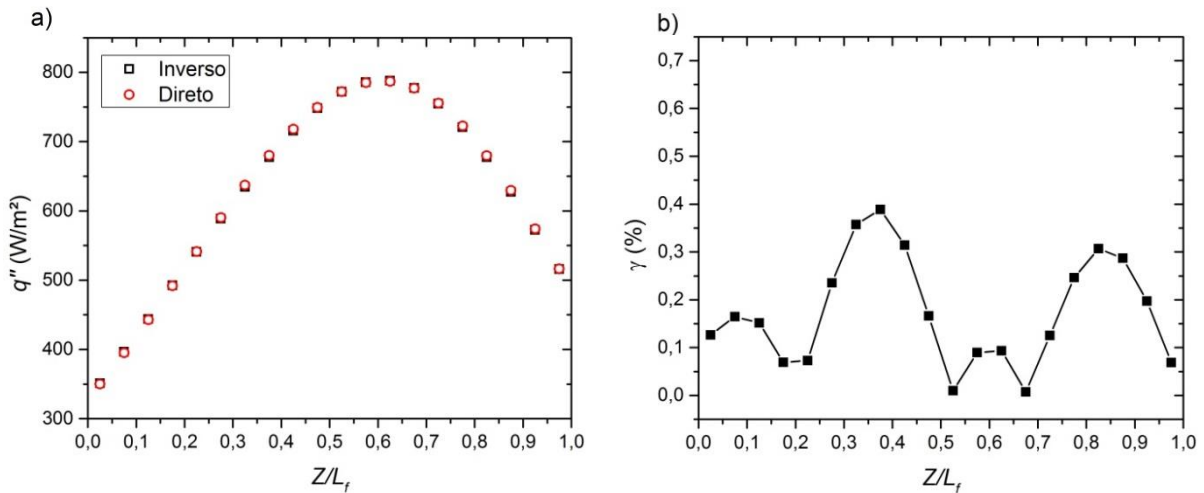 a)
Inverso
Direto
800
700
600
500
400
300
q" (W/m²)
0,0 0,1 0,2 0,3 0,4 0,5 0,6 0,7 0,8 0,9 1,0
Z/Lf
b)
0,7
0,6
0,5
0,4
0,3
0,2
0,1
0,0
γ (%)
0,0 0,1 0,2 0,3 0,4 0,5 0,6 0,7 0,8 0,9 1,0
Z/Lf